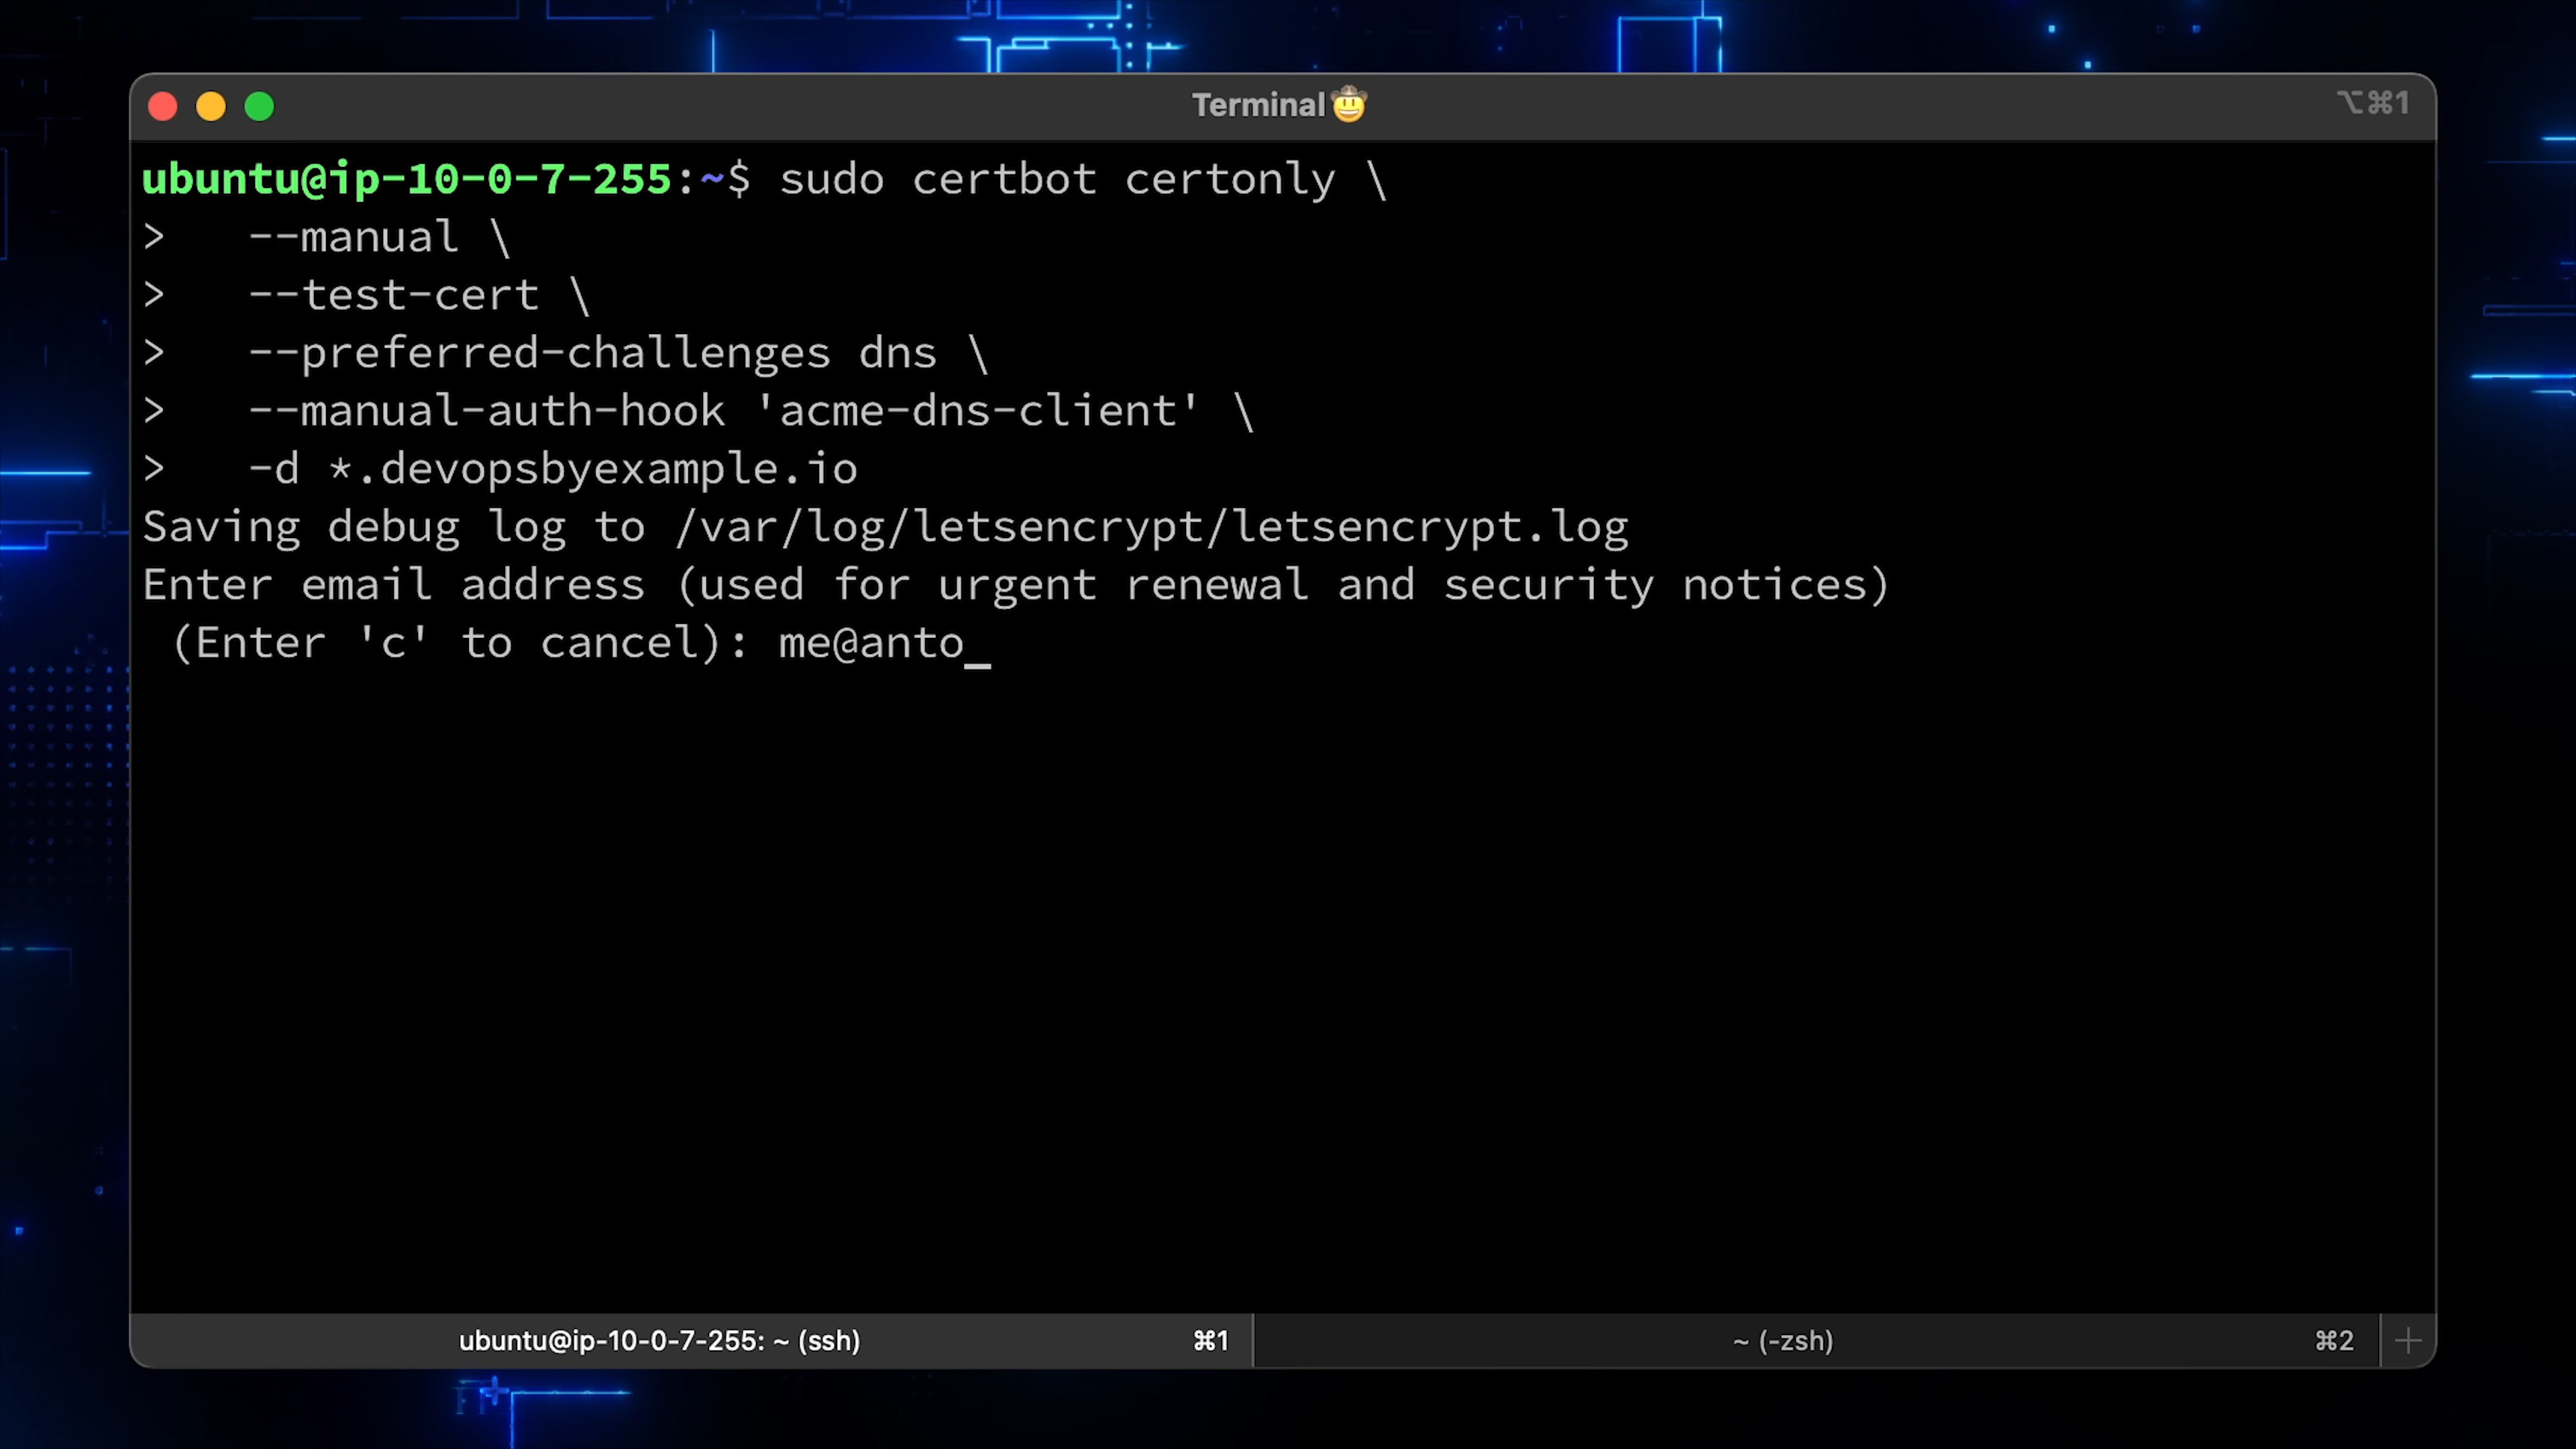 Terminal🤠
⌥⌘1
ubuntu@ip-10-0-7-255:~$ sudo certbot certonly \
>   --manual \
>   --test-cert \
>   --preferred-challenges dns \
>   --manual-auth-hook 'acme-dns-client' \
>   -d *.devopsbyexample.io
Saving debug log to /var/log/letsencrypt/letsencrypt.log
Enter email address (used for urgent renewal and security notices)
 (Enter 'c' to cancel): me@anto_
ubuntu@ip-10-0-7-255: ~ (ssh) ⌘1
~ (-zsh) ⌘2 +